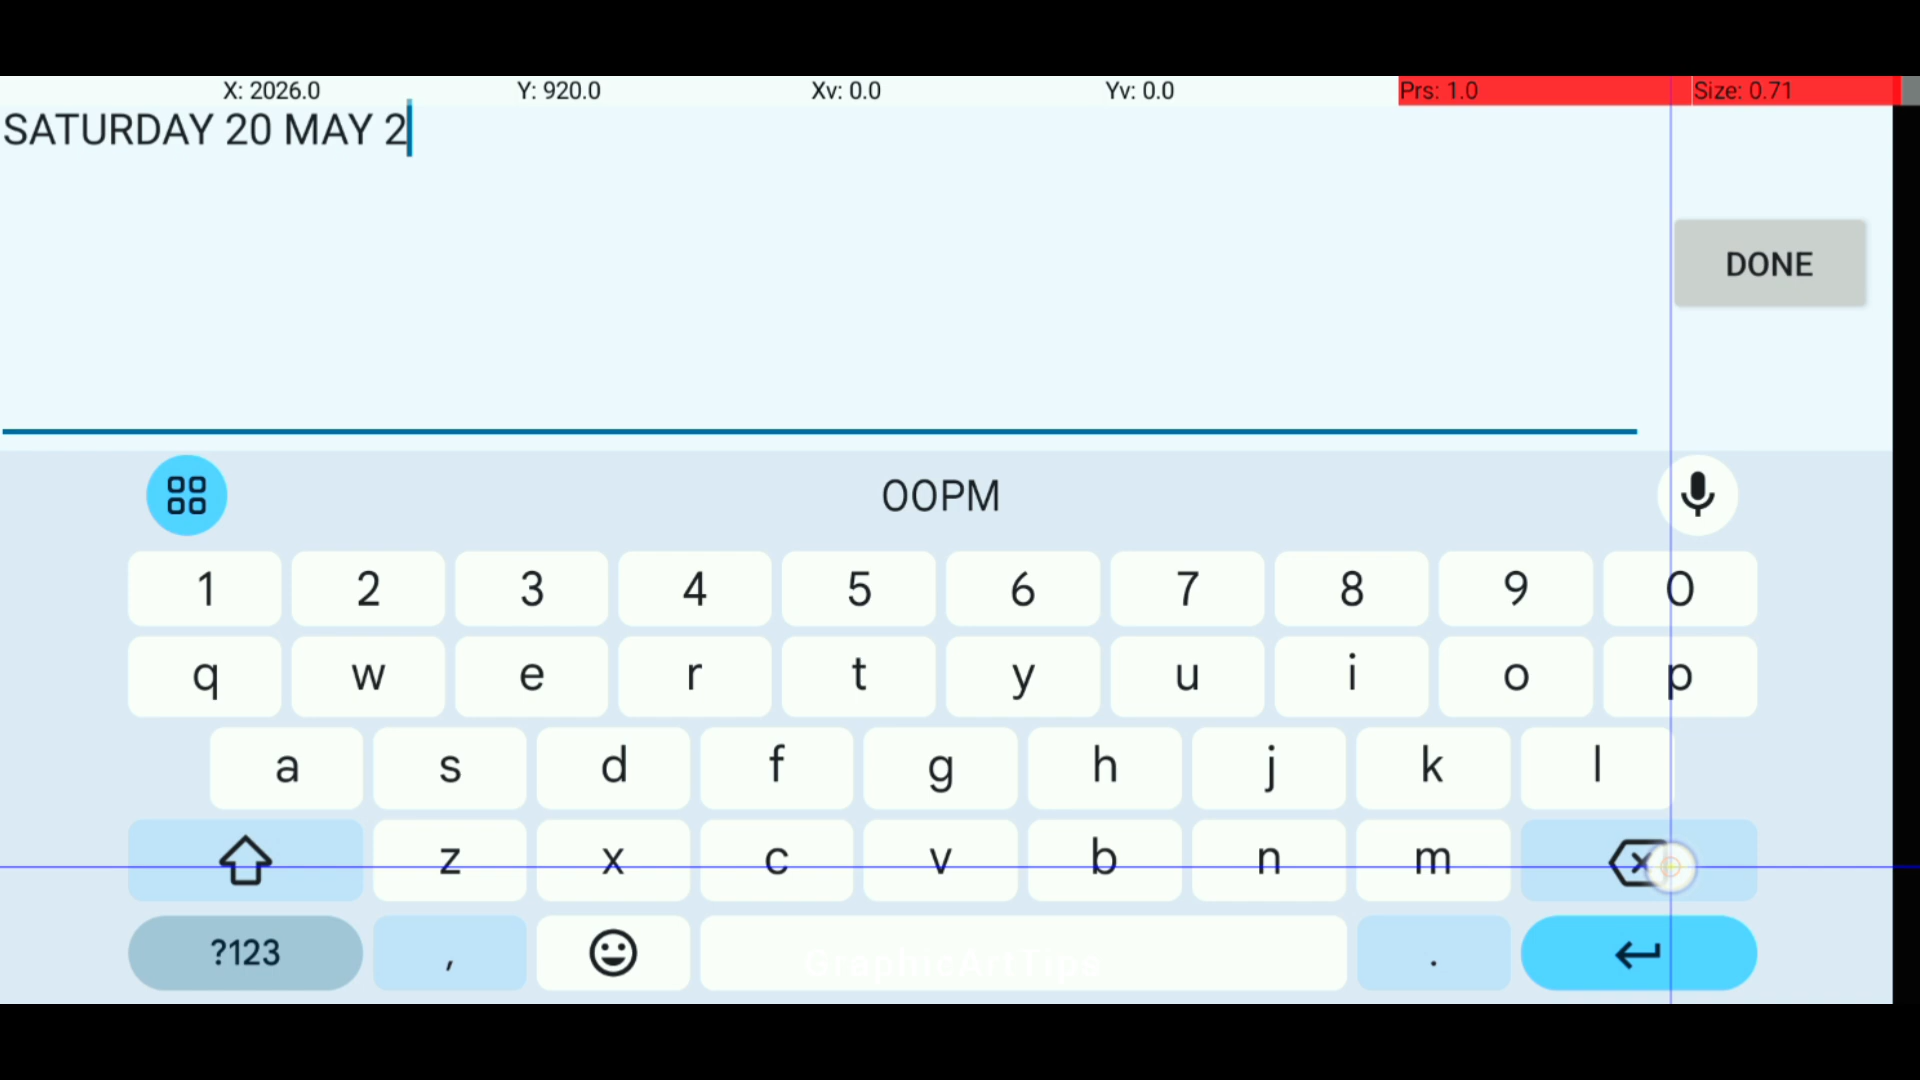 X: 2026.0 Y: 920.0 Xv: 0.0 Yv: 0.0 Prs: 1.0 Size: 0.71
SATURDAY 20 MAY 2
DONE
OOPM
1 2 3 4 5 6 7 8 9 0
q w e r t y u i o p
a s d f g h j k l
z x c v b n m
?123 , GraphicArtTips .